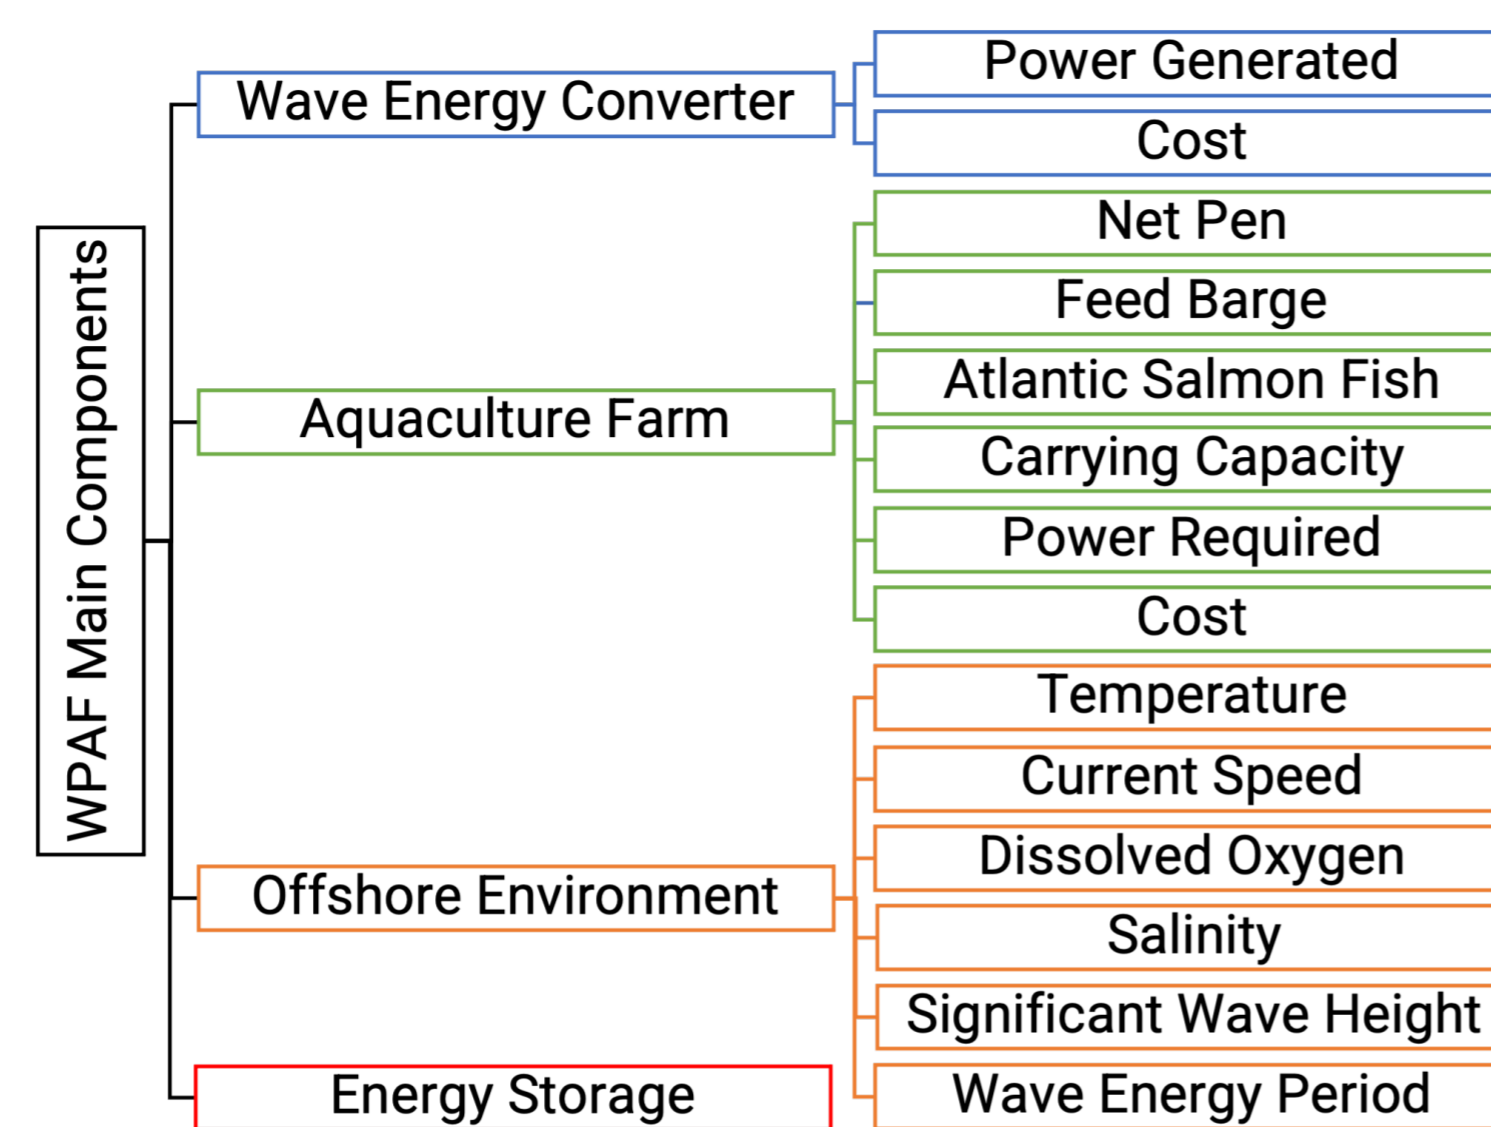 WPAF Main Components
Wave Energy Converter
Power Generated
Cost
Aquaculture Farm
Net Pen
Feed Barge
Atlantic Salmon Fish
Carrying Capacity
Power Required
Cost
Offshore Environment
Temperature
Current Speed
Dissolved Oxygen
Salinity
Significant Wave Height
Wave Energy Period
Energy Storage